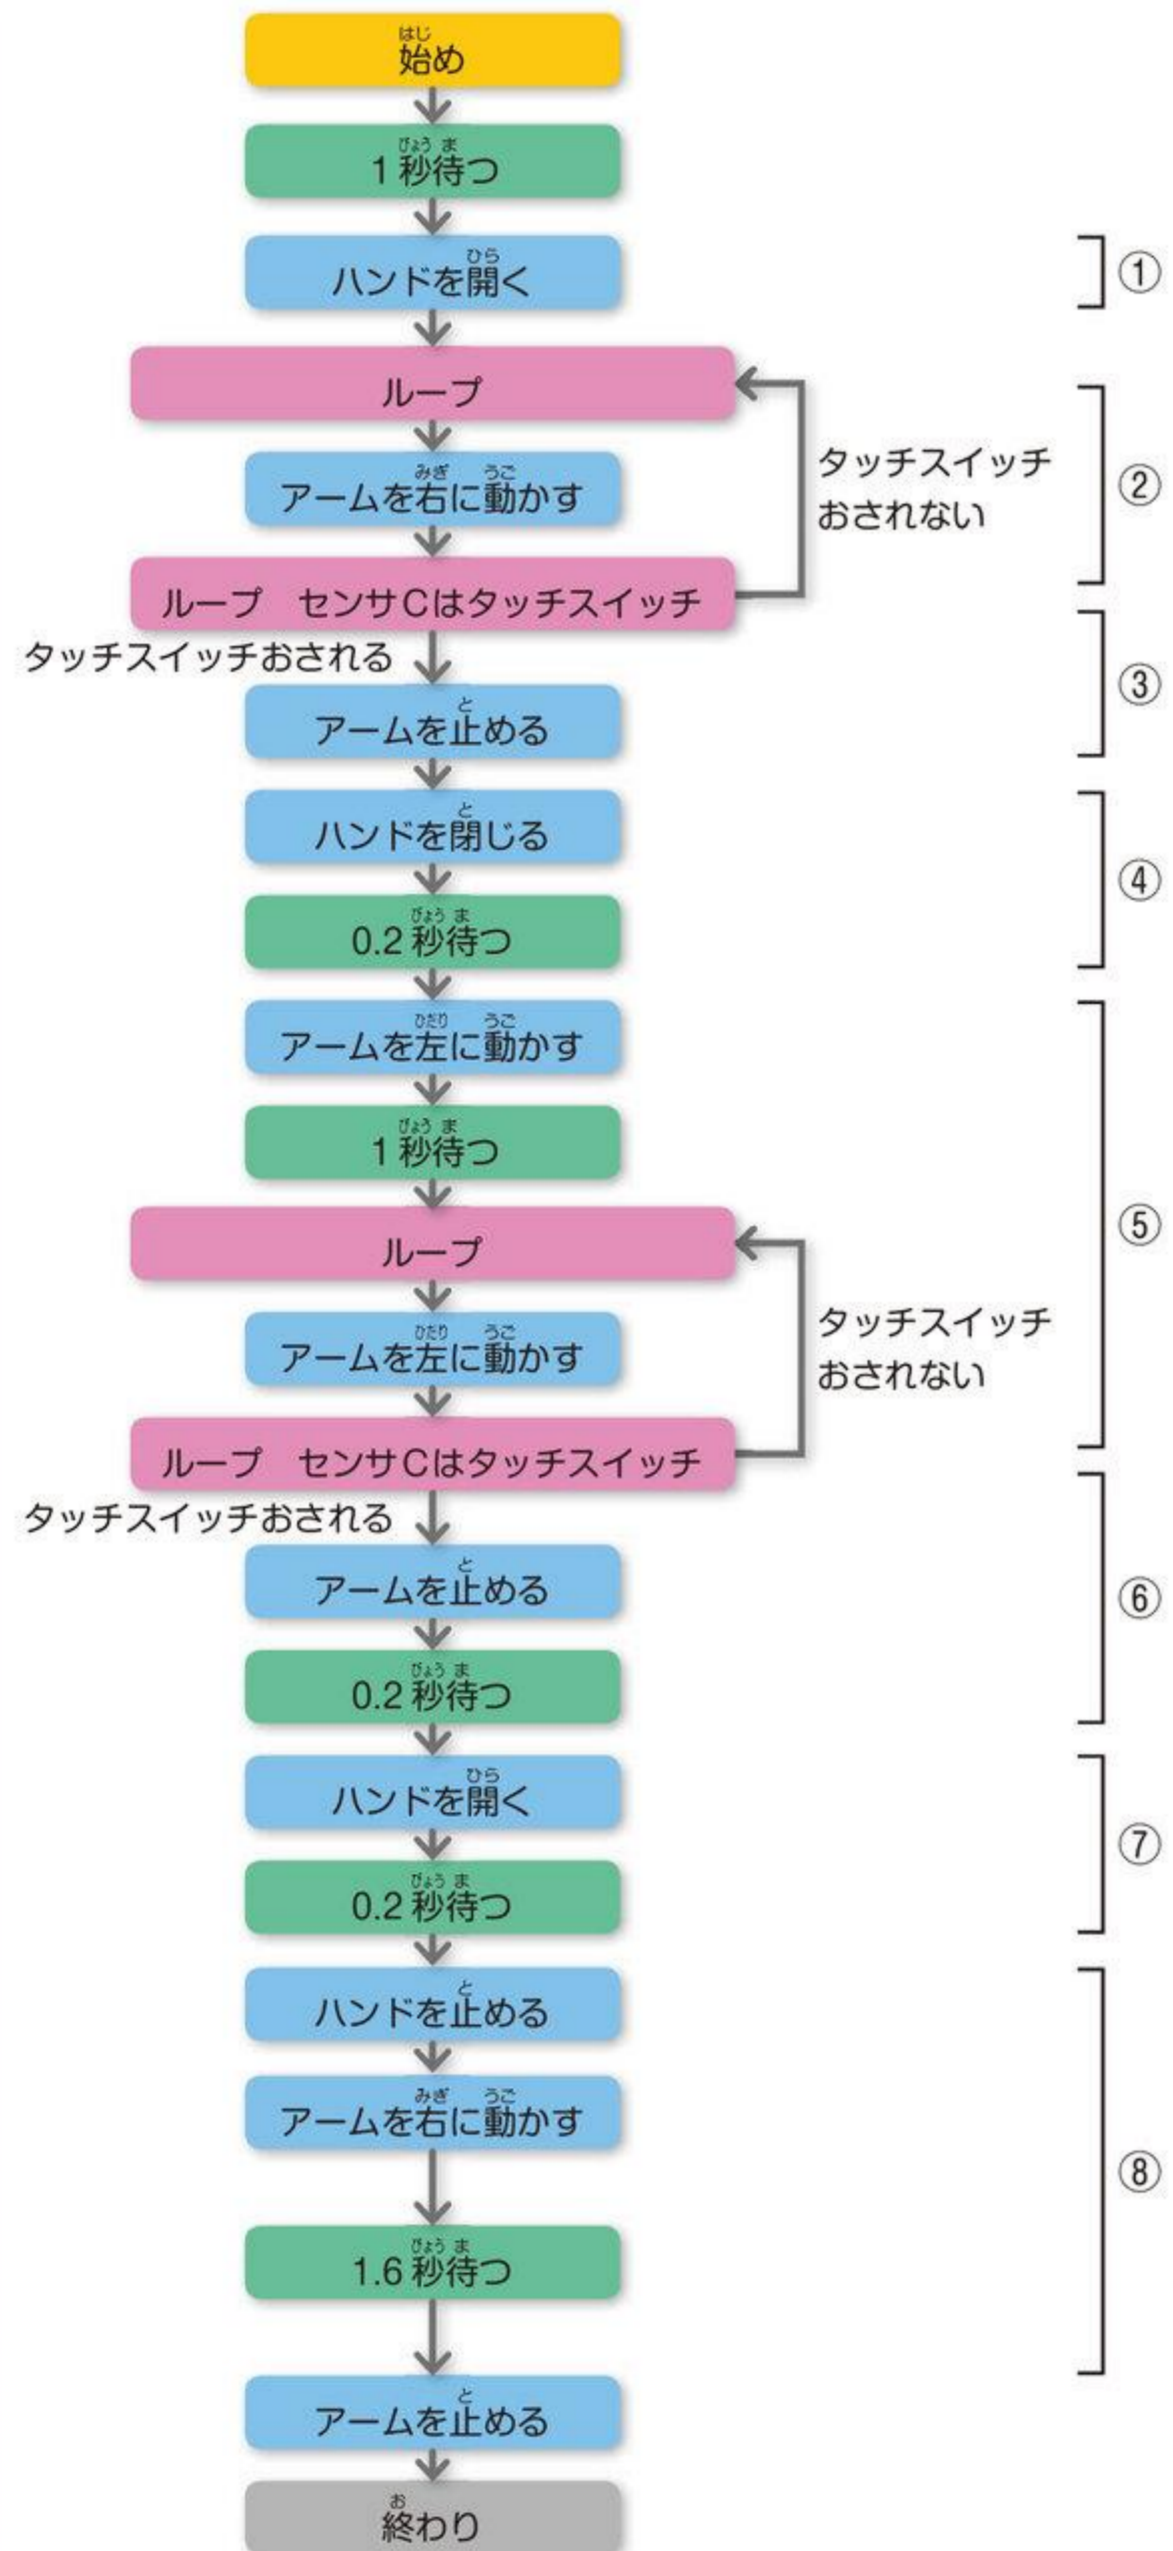 始め
1秒待つ
ハンドを開く
①
ループ
アームを右に動かす
タッチスイッチ
おされない
②
ループ センサCはタッチスイッチ
タッチスイッチおされる
③
アームを止める
ハンドを閉じる
④
0.2秒待つ
アームを左に動かす
1秒待つ
⑤
ループ
アームを左に動かす
タッチスイッチ
おされない
ループ センサCはタッチスイッチ
タッチスイッチおされる
アームを止める
⑥
0.2秒待つ
ハンドを開く
⑦
0.2秒待つ
ハンドを止める
アームを右に動かす
⑧
1.6秒待つ
アームを止める
終わり